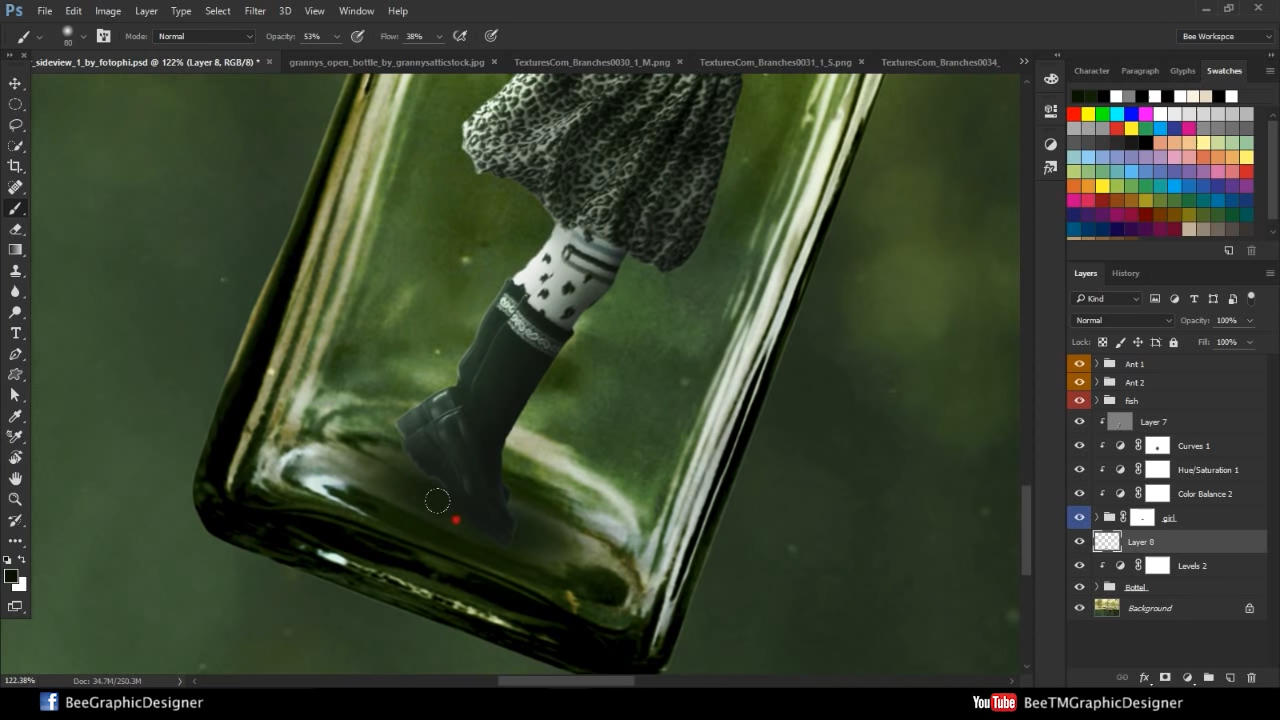 Ps File Edit Image Layer Type Select Filter 3D View Window Help
80 Mode: Normal Opacity: 53% Flow: 38% Bee Workspce
_sideview_1_by_fotophi.psd @ 122% (Layer 8, RGB/8) * × grannys_open_bottle_by_grannysatticstock.jpg × TexturesCom_Branches0030_1_M.png × TexturesCom_Branches0031_1_S.png × TexturesCom_Branches0034_
Character Paragraph Glyphs Swatches
Layers History
Kind
Normal Opacity: 100%
Lock: Fill: 100%
Ant 1
Ant 2
fish
Layer 7
Curves 1
Hue/Saturation 1
Color Balance 2
girl
Layer 8
Levels 2
Bottel
Background
122.38% Doc: 34.7M/250.3M
f BeeGraphicDesigner YouTube BeeTMGraphicDesigner